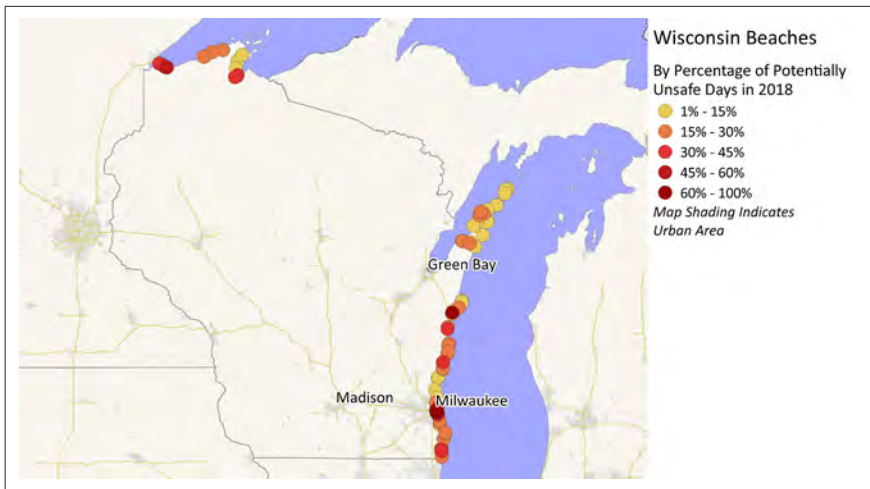 Wisconsin Beaches
By Percentage of Potentially
Unsafe Days in 2018
1% - 15%
15% - 30%
30% - 45%
45% - 60%
60% - 100%
Map Shading Indicates
Urban Area
Green Bay
Madison
Milwaukee